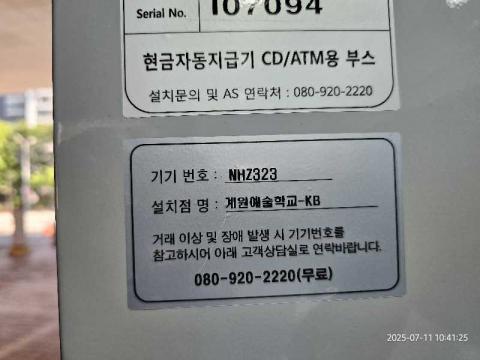 Serial No. 107094
현금자동지급기 CD/ATM용 부스
설치문의 및 AS 연락처 : 080-920-2220
기기 번호 : NHZ323
설치점 명 : 계원예술학교-KB
거래 이상 및 장애 발생 시 기기번호를
참고하시어 아래 고객상담실로 연락바랍니다.
080-920-2220(무료)
2025-07-11 10:41:25